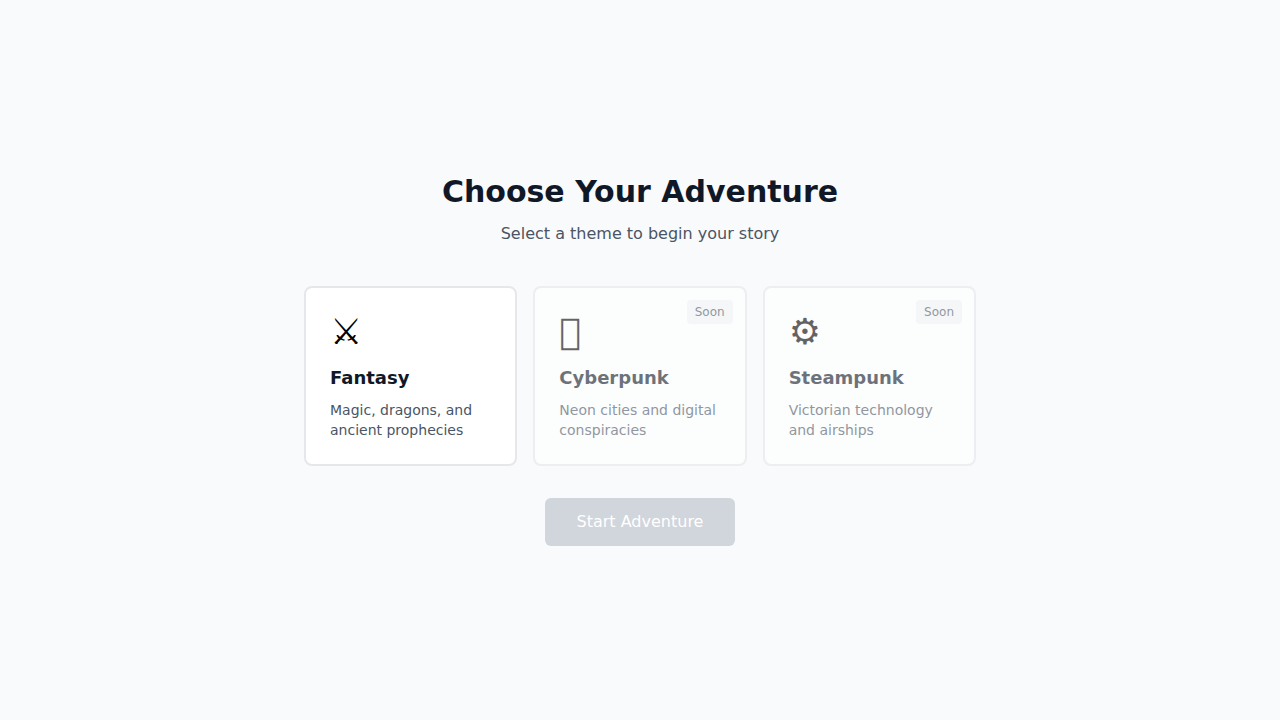 Choose Your Adventure
Select a theme to begin your story
Fantasy
Magic, dragons, and
ancient prophecies
Soon
Cyberpunk
Neon cities and digital
conspiracies
Soon
Steampunk
Victorian technology
and airships
Start Adventure